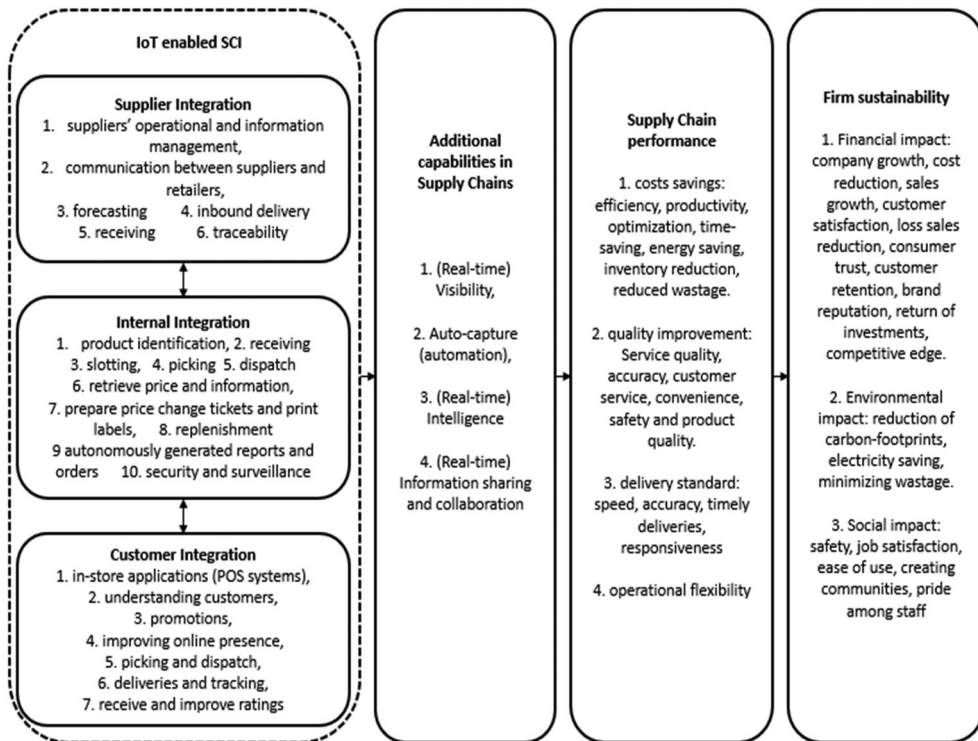 IoT enabled SCI
Supplier Integration
1. suppliers' operational and information
management,
2. communication between suppliers and
retailers,
3. forecasting 4. inbound delivery
5. receiving 6. traceability
Internal Integration
1. product identification, 2. receiving
3. slotting, 4. picking 5. dispatch
6. retrieve price and information,
7. prepare price change tickets and print
labels, 8. replenishment
9 autonomously generated reports and
orders 10. security and surveillance
Customer Integration
1. in-store applications (POS systems),
2. understanding customers,
3. promotions,
4. improving online presence,
5. picking and dispatch,
6. deliveries and tracking,
7. receive and improve ratings
Additional
capabilities in
Supply Chains
1. (Real-time)
Visibility,
2. Auto-capture
(automation),
3. (Real-time)
Intelligence
4. (Real-time)
Information sharing
and collaboration
Supply Chain
performance
1. costs savings:
efficiency, productivity,
optimization, time-
saving, energy saving,
inventory reduction,
reduced wastage.
2. quality improvement:
Service quality,
accuracy, customer
service, convenience,
safety and product
quality.
3. delivery standard:
speed, accuracy, timely
deliveries,
responsiveness
4. operational flexibility
Firm sustainability
1. Financial impact:
company growth, cost
reduction, sales
growth, customer
satisfaction, loss sales
reduction, consumer
trust, customer
retention, brand
reputation, return of
investments,
competitive edge.
2. Environmental
impact: reduction of
carbon-footprints,
electricity saving,
minimizing wastage.
3. Social impact:
safety, job satisfaction,
ease of use, creating
communities, pride
among staff